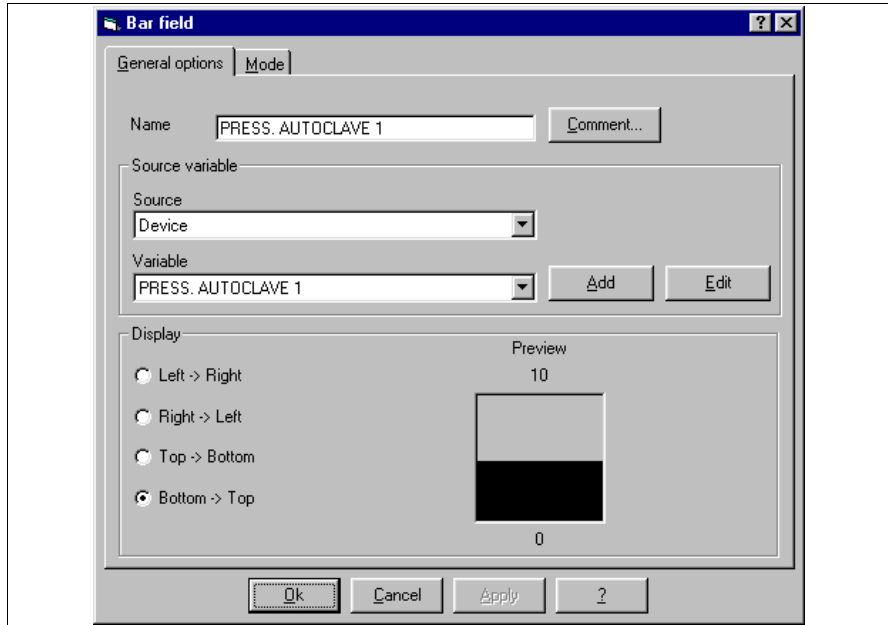 Bar field
General options Mode
Name PRESS. AUTOCLAVE 1 Comment...
Source variable
Source
Device
Variable
PRESS. AUTOCLAVE 1 Add Edit
Display
Preview
Left -> Right 10
Right -> Left
Top -> Bottom
Bottom -> Top
0
Ok Cancel Apply ?